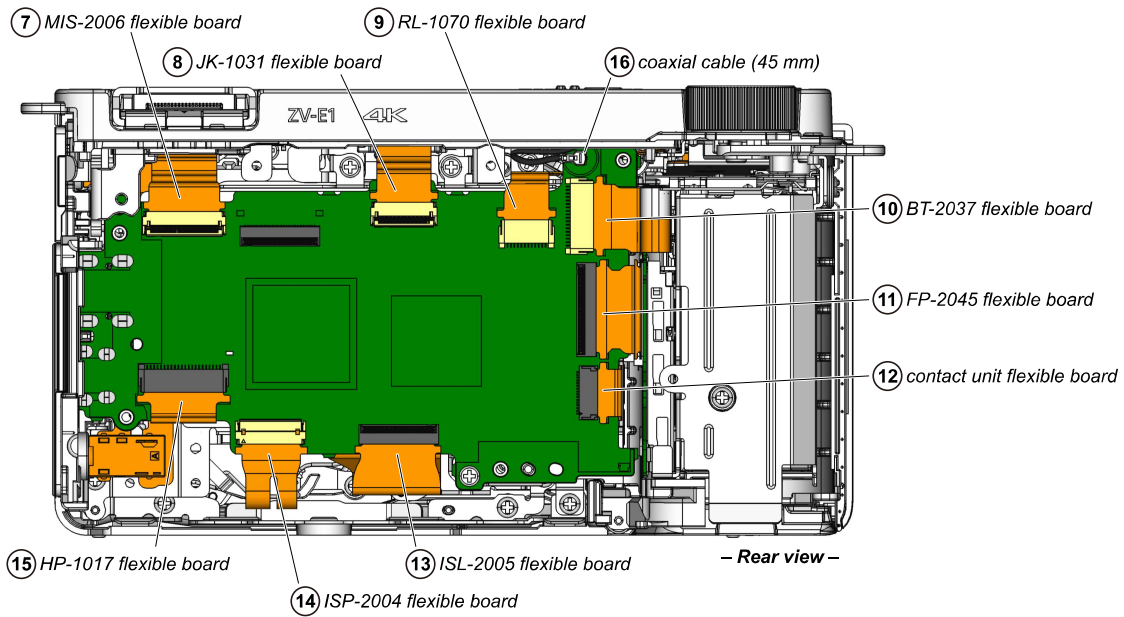 7 MIS-2006 flexible board
9 RL-1070 flexible board
8 JK-1031 flexible board
16 coaxial cable (45 mm)
ZV-E1 4K
10 BT-2037 flexible board
11 FP-2045 flexible board
12 contact unit flexible board
A
– Rear view –
15 HP-1017 flexible board
13 ISL-2005 flexible board
14 ISP-2004 flexible board